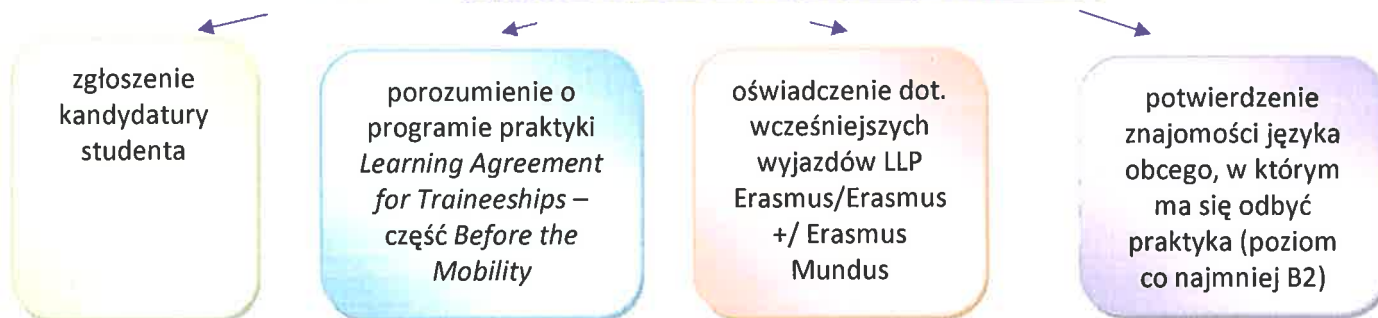 zgłoszenie
kandydatury
studenta
porozumienie o
programie praktyki
Learning Agreement
for Traineeships –
część Before the
Mobility
oświadczenie dot.
wcześniejszych
wyjazdów LLP
Erasmus/Erasmus
+/ Erasmus
Mundus
potwierdzenie
znajomości języka
obcego, w którym
ma się odbyć
praktyka (poziom
co najmniej B2)